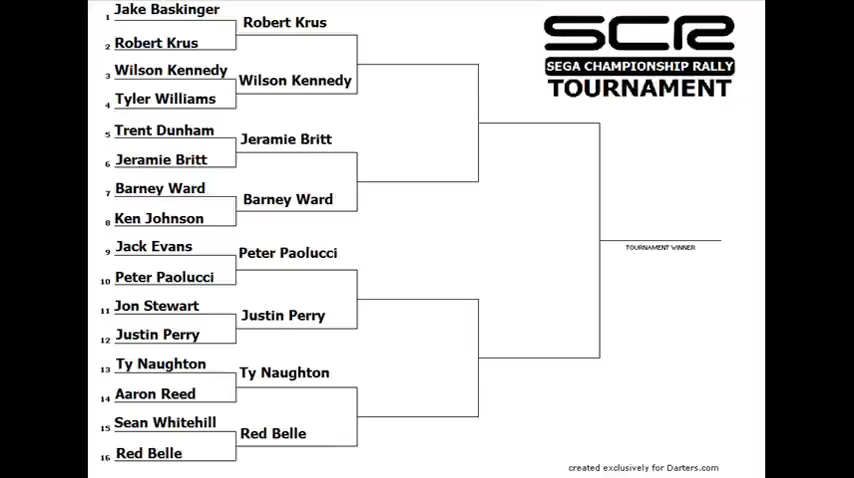 SCR
SEGA CHAMPIONSHIP RALLY
TOURNAMENT
1 Jake Baskinger
2 Robert Krus
3 Wilson Kennedy
4 Tyler Williams
5 Trent Dunham
6 Jeramie Britt
7 Barney Ward
8 Ken Johnson
9 Jack Evans
10 Peter Paolucci
11 Jon Stewart
12 Justin Perry
13 Ty Naughton
14 Aaron Reed
15 Sean Whitehill
16 Red Belle
Robert Krus
Wilson Kennedy
Jeramie Britt
Barney Ward
Peter Paolucci
Justin Perry
Ty Naughton
Red Belle
TOURNAMENT WINNER
created exclusively for Darters.com